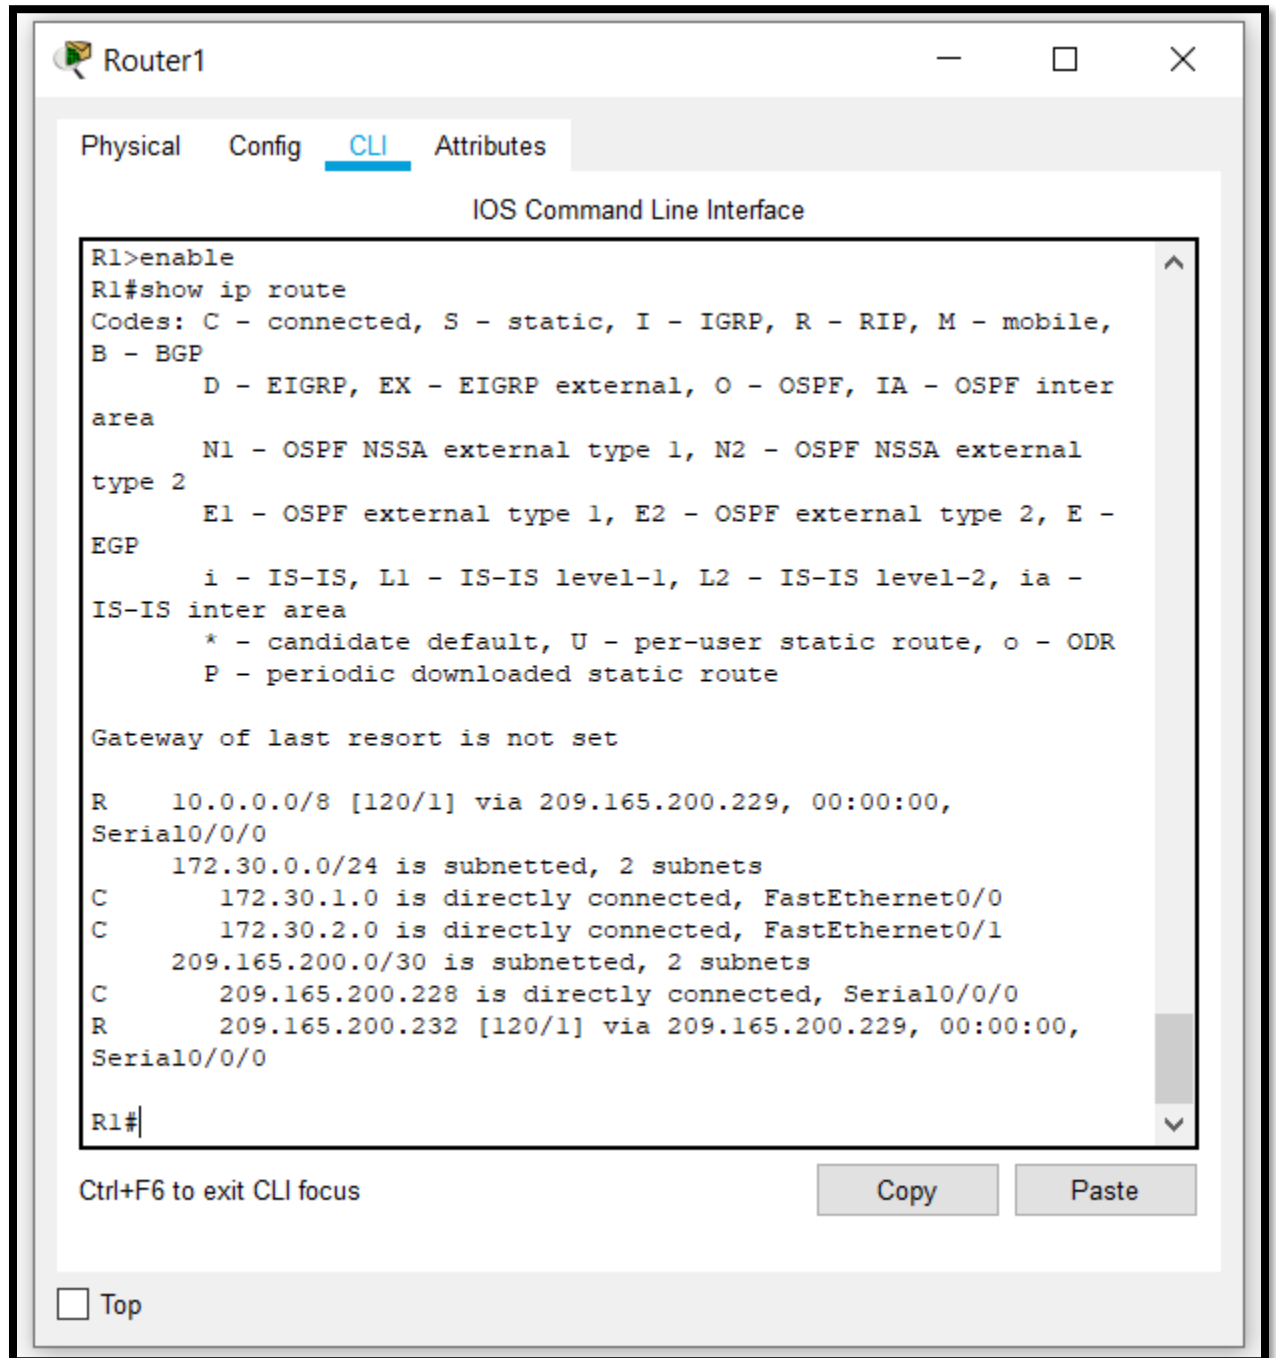 Router1
Physical Config CLI Attributes
IOS Command Line Interface
R1>enable
R1#show ip route
Codes: C - connected, S - static, I - IGRP, R - RIP, M - mobile,
B - BGP
D - EIGRP, EX - EIGRP external, O - OSPF, IA - OSPF inter
area
N1 - OSPF NSSA external type 1, N2 - OSPF NSSA external
type 2
E1 - OSPF external type 1, E2 - OSPF external type 2, E -
EGP
i - IS-IS, L1 - IS-IS level-1, L2 - IS-IS level-2, ia -
IS-IS inter area
* - candidate default, U - per-user static route, o - ODR
P - periodic downloaded static route
Gateway of last resort is not set
R 10.0.0.0/8 [120/1] via 209.165.200.229, 00:00:00,
Serial0/0/0
172.30.0.0/24 is subnetted, 2 subnets
C 172.30.1.0 is directly connected, FastEthernet0/0
C 172.30.2.0 is directly connected, FastEthernet0/1
209.165.200.0/30 is subnetted, 2 subnets
C 209.165.200.228 is directly connected, Serial0/0/0
R 209.165.200.232 [120/1] via 209.165.200.229, 00:00:00,
Serial0/0/0
R1#
Ctrl+F6 to exit CLI focus Copy Paste
Top